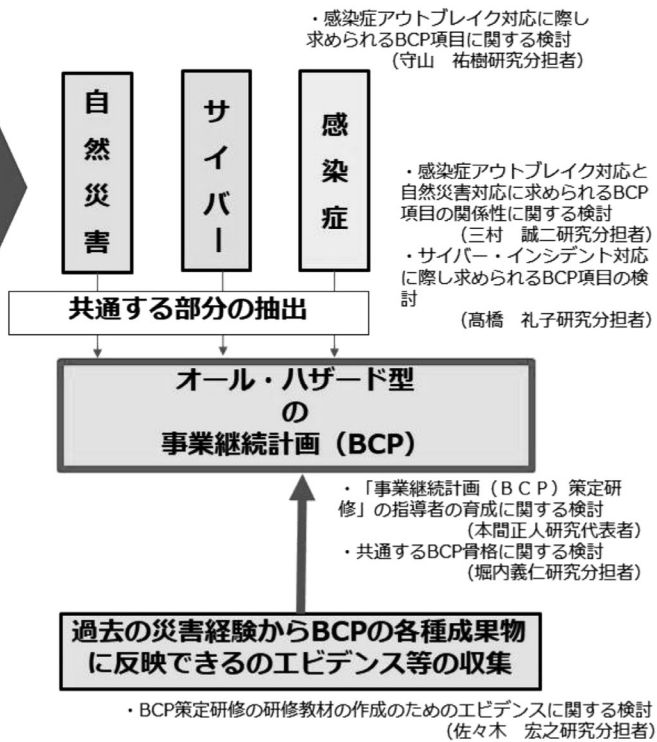 ・感染症アウトブレイク対応に際し
求められるBCP項目に関する検討
(守山 祐樹研究分担者)
自然災害
サイバー
感染症
・感染症アウトブレイク対応と
自然災害対応に求められるBCP
項目の関係性に関する検討
(三村 誠二研究分担者)
・サイバー・インシデント対応
に際し求められるBCP項目の検
討
(髙橋 礼子研究分担者)
共通する部分の抽出
オール・ハザード型
の
事業継続計画（BCP）
・「事業継続計画（ＢＣＰ）策定研
修」の指導者の育成に関する検討
(本間正人研究代表者)
・共通するBCP骨格に関する検討
(堀内義仁研究分担者)
過去の災害経験からBCPの各種成果物
に反映できるのエビデンス等の収集
・BCP策定研修の研修教材の作成のためのエビデンスに関する検討
(佐々木 宏之研究分担者)